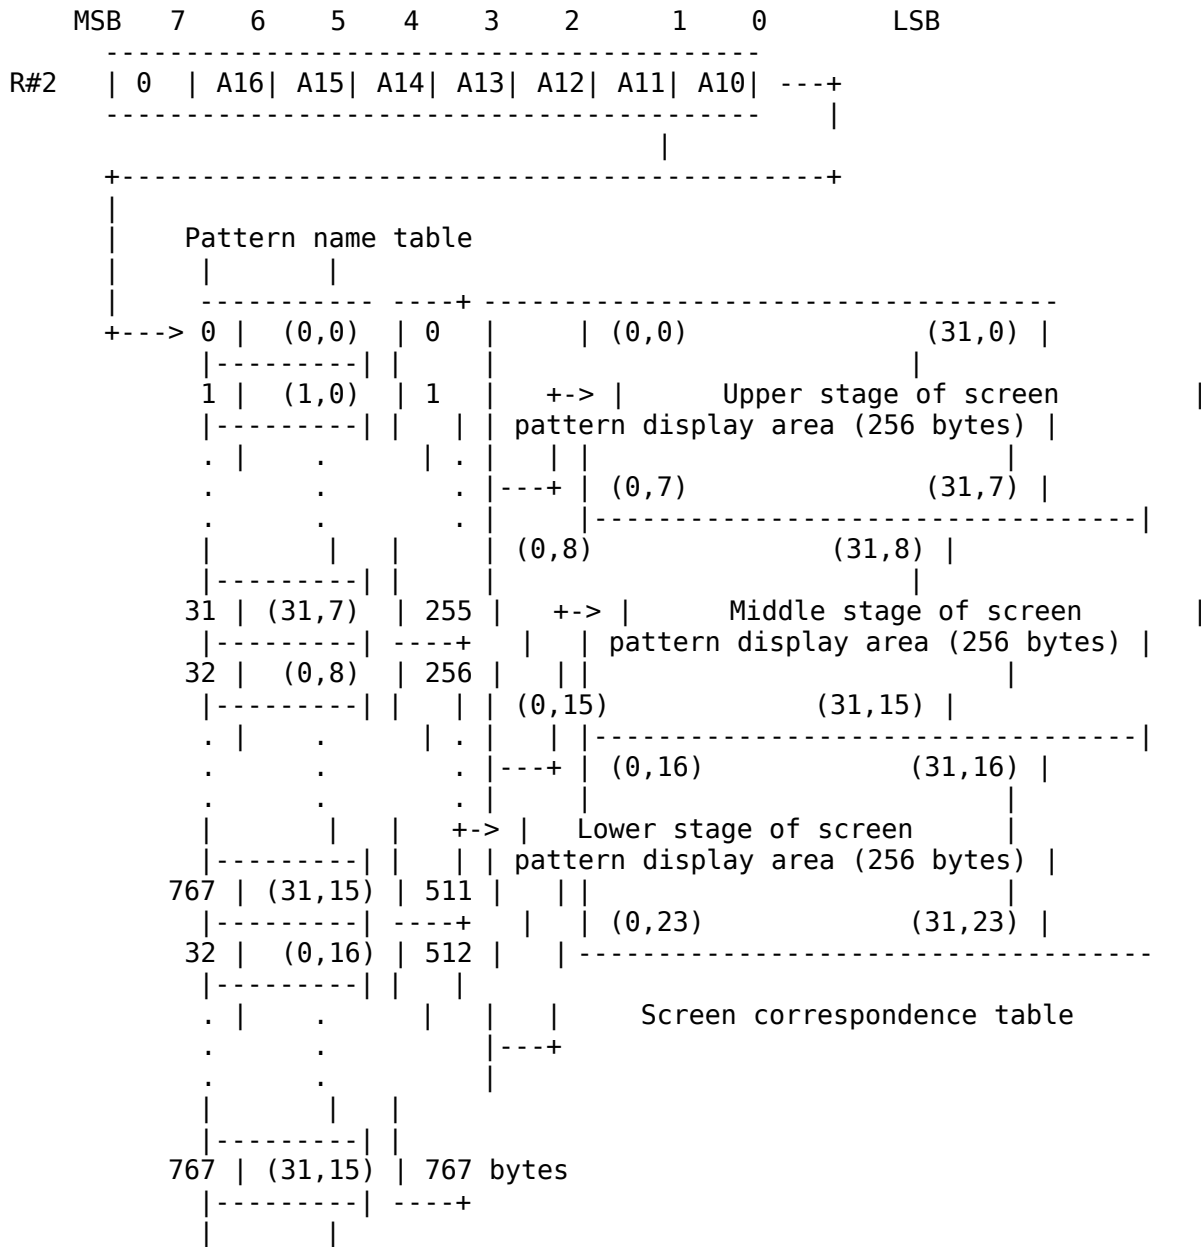 MSB   7    6    5    4    3    2      1    0        LSB
      -----------------------------------------
R#2   | 0  | A16| A15| A14| A13| A12| A11| A10| ---+
      -----------------------------------------    |
                                         |
      +--------------------------------------------+
      |
      |    Pattern name table
      |     |       |
      |     ----------- ----+ ------------------------------------
      +---> 0 |  (0,0)  | 0   |     | (0,0)               (31,0) |
            |---------| |     |                          |
            1 |  (1,0)  | 1   |   +-> |      Upper stage of screen         |
            |---------| |   | | pattern display area (256 bytes) |
            . |    .      | . |   | |                          |
            .      .        . |---+ | (0,7)               (31,7) |
            .      .        . |     |----------------------------------|
            |       |   |     | (0,8)               (31,8) |
            |---------| |     |                          |
           31 | (31,7)  | 255 |   +-> |      Middle stage of screen       |
            |---------| ----+   |   | pattern display area (256 bytes) |
           32 |  (0,8)  | 256 |   ||                          |
            |---------| |   | | (0,15)             (31,15) |
            . |    .      | . |   | |----------------------------------|
            .      .        . |---+ | (0,16)             (31,16) |
            .      .        . |     |                          |
            |       |   |   +-> |   Lower stage of screen      |
            |---------| |   | | pattern display area (256 bytes) |
          767 | (31,15) | 511 |   ||                          |
            |---------| ----+   |   | (0,23)             (31,23) |
           32 |  (0,16) | 512 |   |------------------------------------
            |---------| |   |
            . |    .      |   |   |     Screen correspondence table
            .      .          |---+
            .      .          |
            |       |   |
            |---------| |
          767 | (31,15) | 767 bytes
            |---------| ----+
            |       |